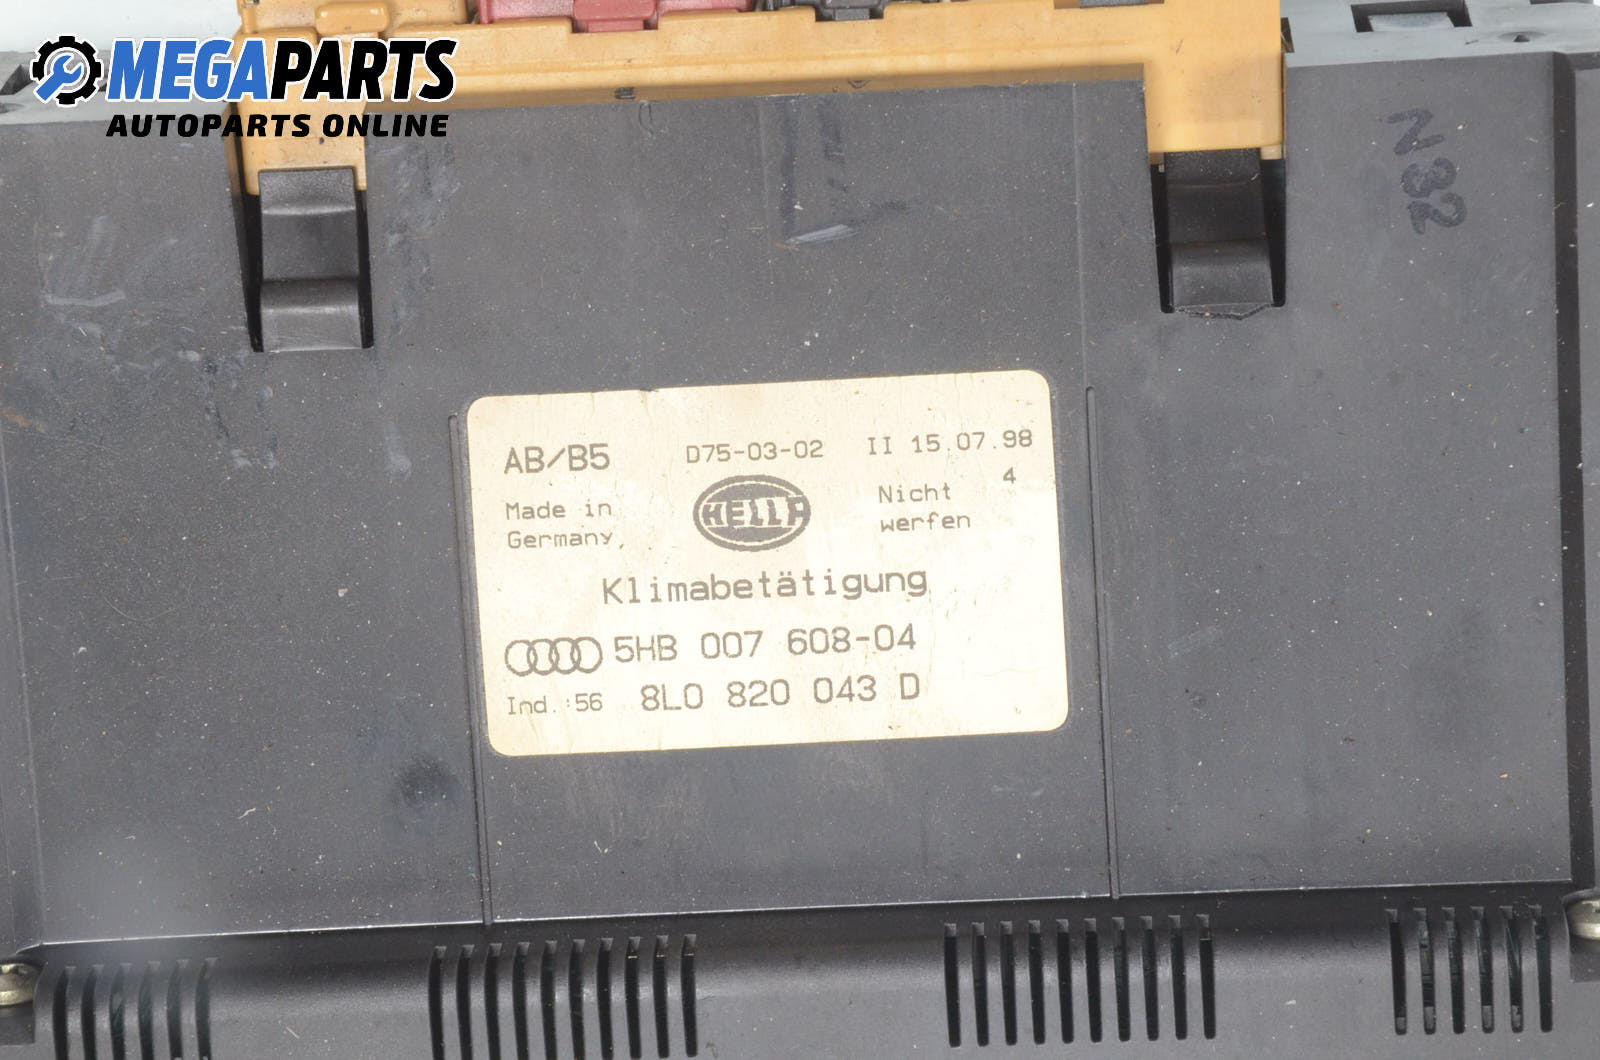 MEGAPARTS
AUTOPARTS ONLINE
N32
AB/B5 D75-03-02 II 15.07.98
4
Made in
Germany,
HELLA
Nicht
werfen
Klimabetätigung
5HB 007 608-04
Ind.:56 8L0 820 043 D